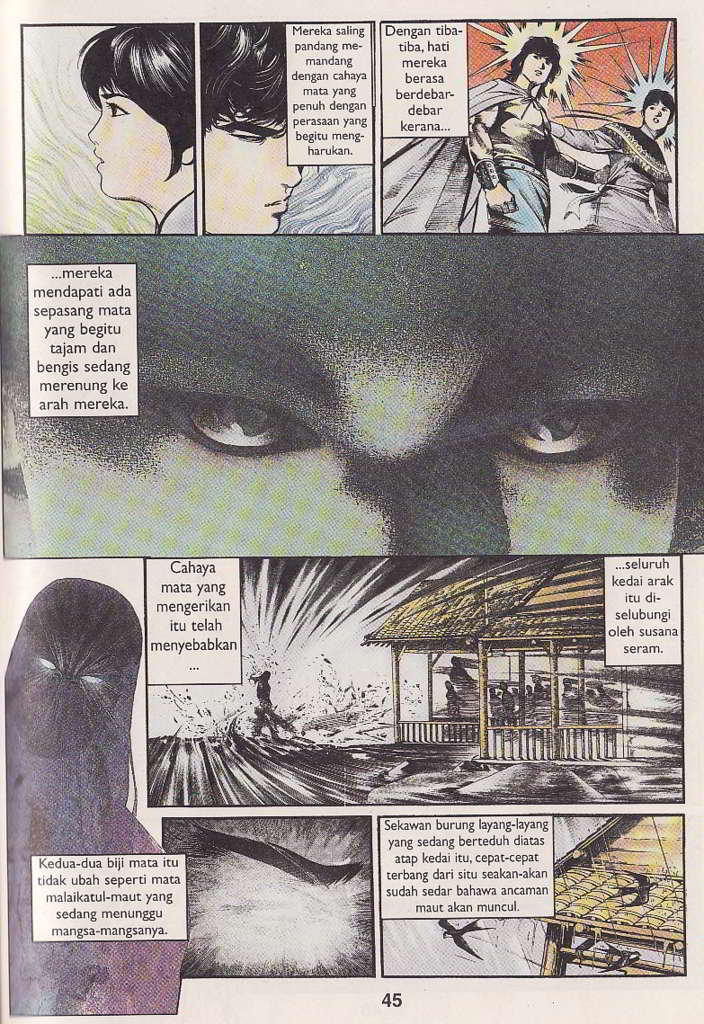 Mereka saling
pandang me-
mandang
dengan cahaya
mata yang
penuh dengan
perasaan yang
begitu meng-
harukan.
Dengan tiba-
tiba, hati
mereka
berasa
berdebar-
debar
kerana...
...mereka
mendapati ada
sepasang mata
yang begitu
tajam dan
bengis sedang
merenung ke
arah mereka.
Cahaya
mata yang
mengerikan
itu telah
menyebabkan
...
...seluruh
kedai arak
itu di-
selubungi
oleh susana
seram.
Kedua-dua biji mata itu
tidak ubah seperti mata
malaikatul-maut yang
sedang menunggu
mangsa-mangsanya.
Sekawan burung layang-layang
yang sedang berteduh diatas
atap kedai itu, cepat-cepat
terbang dari situ seakan-akan
sudah sedar bahawa ancaman
maut akan muncul.
45